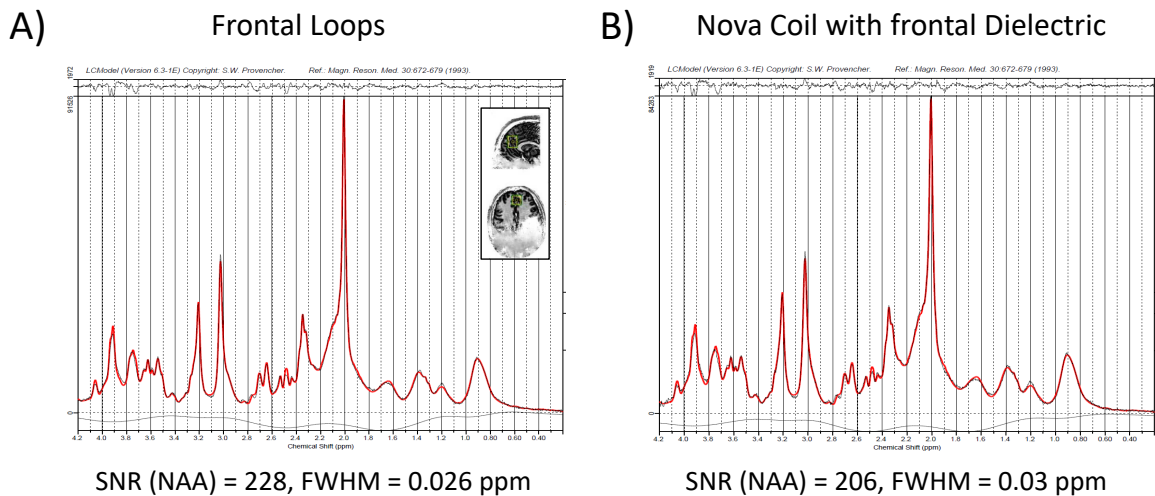 A)
Frontal Loops
LCModel (Version 6.3-1E) Copyright: S.W. Provencher. Ref.: Magn. Reson. Med. 30:672-679 (1993).
1972
91526
0
4.2 4.0 3.8 3.6 3.4 3.2 3.0 2.8 2.6 2.4 2.2 2.0 1.8 1.6 1.4 1.2 1.0 0.80 0.60 0.40
Chemical Shift (ppm)
SNR (NAA) = 228, FWHM = 0.026 ppm
B)
Nova Coil with frontal Dielectric
LCModel (Version 6.3-1E) Copyright: S.W. Provencher. Ref.: Magn. Reson. Med. 30:672-679 (1993).
1919
84283
0
4.2 4.0 3.8 3.6 3.4 3.2 3.0 2.8 2.6 2.4 2.2 2.0 1.8 1.6 1.4 1.2 1.0 0.80 0.60 0.40
Chemical Shift (ppm)
SNR (NAA) = 206, FWHM = 0.03 ppm